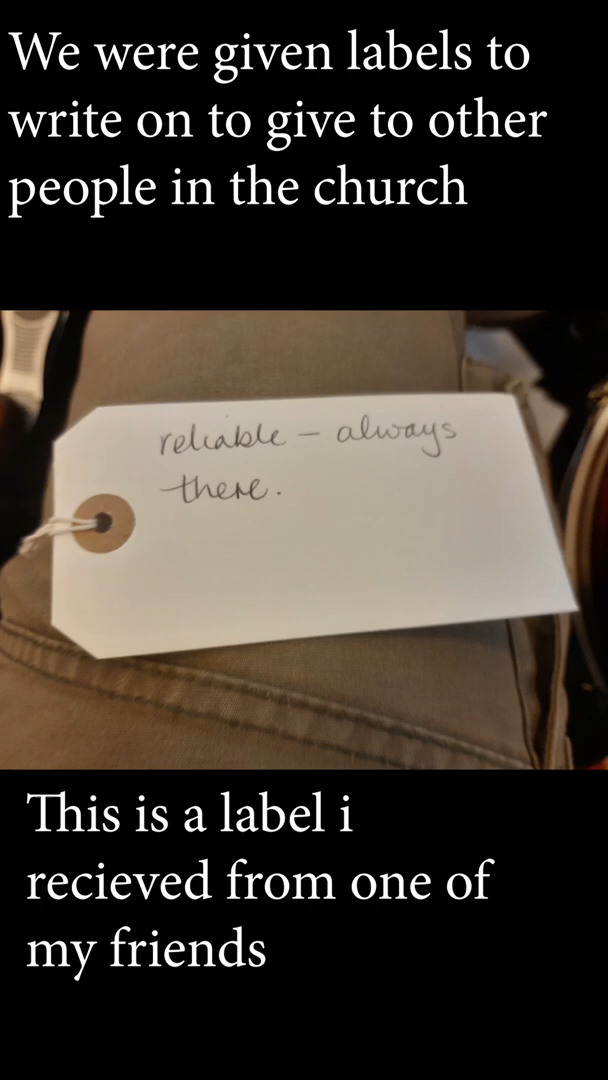 We were given labels to
write on to give to other
people in the church
reliable – always
there.
This is a label i
recieved from one of
my friends